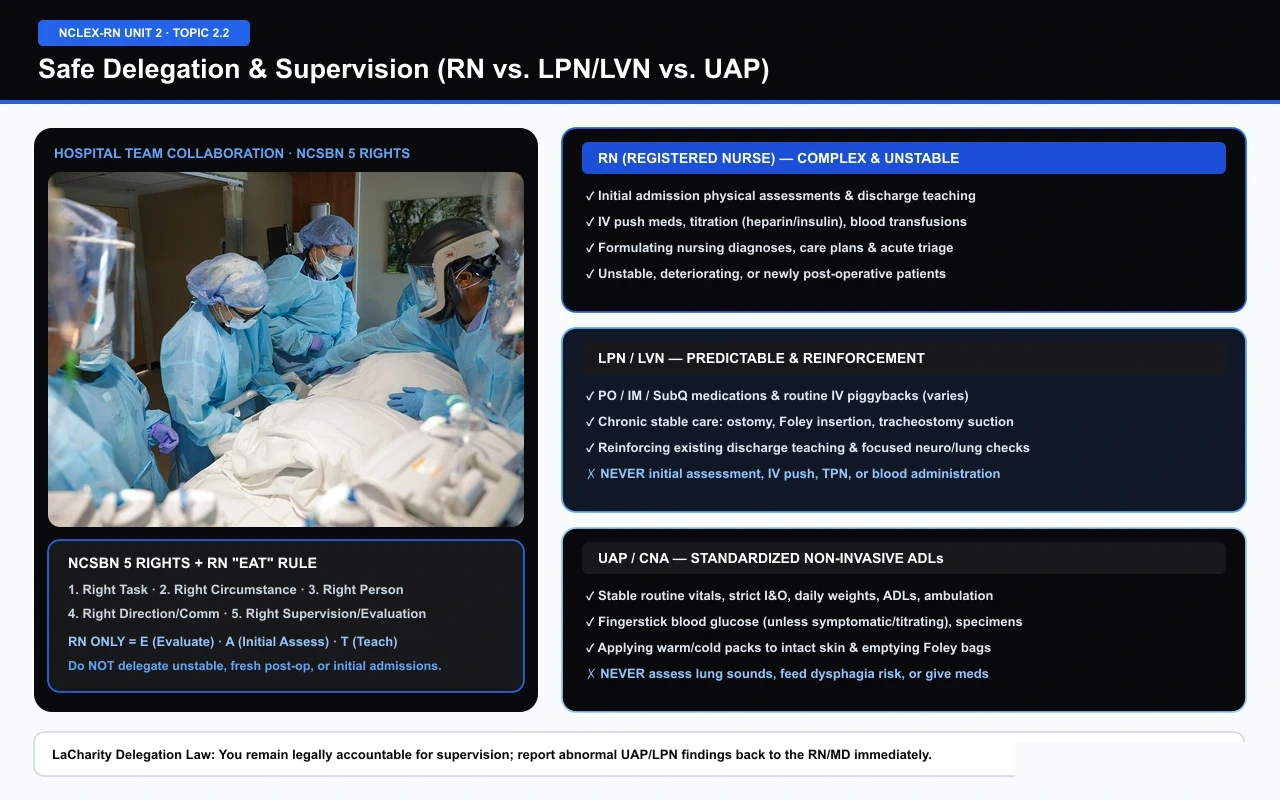 NCLEX-RN UNIT 2 · TOPIC 2.2
Safe Delegation & Supervision (RN vs. LPN/LVN vs. UAP)
HOSPITAL TEAM COLLABORATION · NCSBN 5 RIGHTS
NCSBN 5 RIGHTS + RN "EAT" RULE
1. Right Task · 2. Right Circumstance · 3. Right Person
4. Right Direction/Comm · 5. Right Supervision/Evaluation
RN ONLY = E (Evaluate) · A (Initial Assess) · T (Teach)
Do NOT delegate unstable, fresh post-op, or initial admissions.
RN (REGISTERED NURSE) — COMPLEX & UNSTABLE
✓ Initial admission physical assessments & discharge teaching
✓ IV push meds, titration (heparin/insulin), blood transfusions
✓ Formulating nursing diagnoses, care plans & acute triage
✓ Unstable, deteriorating, or newly post-operative patients
LPN / LVN — PREDICTABLE & REINFORCEMENT
✓ PO / IM / SubQ medications & routine IV piggybacks (varies)
✓ Chronic stable care: ostomy, Foley insertion, tracheostomy suction
✓ Reinforcing existing discharge teaching & focused neuro/lung checks
✗ NEVER initial assessment, IV push, TPN, or blood administration
UAP / CNA — STANDARDIZED NON-INVASIVE ADLs
✓ Stable routine vitals, strict I&O, daily weights, ADLs, ambulation
✓ Fingerstick blood glucose (unless symptomatic/titrating), specimens
✓ Applying warm/cold packs to intact skin & emptying Foley bags
✗ NEVER assess lung sounds, feed dysphagia risk, or give meds
LaCharity Delegation Law: You remain legally accountable for supervision; report abnormal UAP/LPN findings back to the RN/MD immediately.